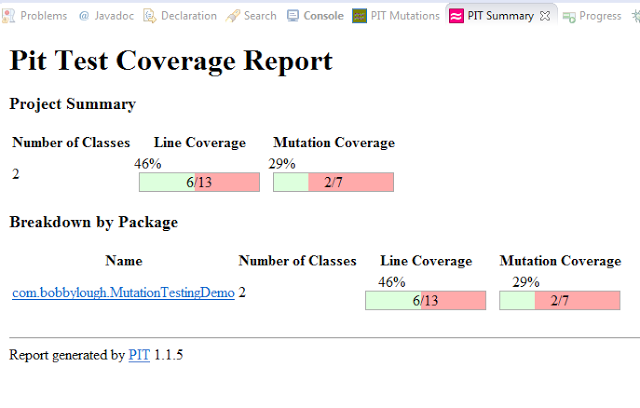 Problems @ Javadoc Declaration Search Console PIT Mutations PIT Summary Progress
Pit Test Coverage Report
Project Summary
Number of Classes Line Coverage Mutation Coverage
46% 29%
2 6/13 2/7
Breakdown by Package
Name Number of Classes Line Coverage Mutation Coverage
46% 29%
com.bobbylough.MutationTestingDemo 2 6/13 2/7
Report generated by PIT 1.1.5